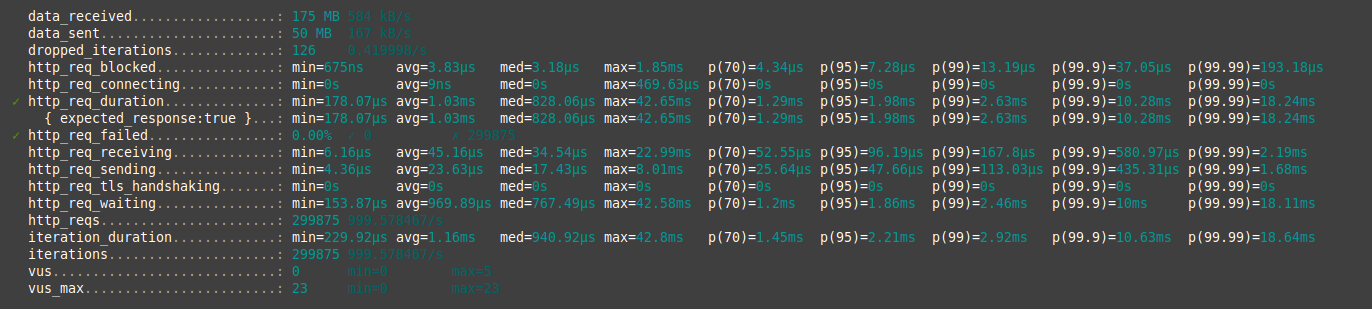 data_received..................: 175 MB 584 kB/s
data_sent......................: 50 MB 167 kB/s
dropped_iterations.............: 126 0.419998/s
http_req_blocked...............: min=675ns avg=3.83µs med=3.18µs max=1.85ms p(70)=4.34µs p(95)=7.28µs p(99)=13.19µs p(99.9)=37.05µs p(99.99)=193.18µs
http_req_connecting............: min=0s avg=9ns med=0s max=469.63µs p(70)=0s p(95)=0s p(99)=0s p(99.9)=0s p(99.99)=0s
✓ http_req_duration..............: min=178.07µs avg=1.03ms med=828.06µs max=42.65ms p(70)=1.29ms p(95)=1.98ms p(99)=2.63ms p(99.9)=10.28ms p(99.99)=18.24ms
{ expected_response:true }...: min=178.07µs avg=1.03ms med=828.06µs max=42.65ms p(70)=1.29ms p(95)=1.98ms p(99)=2.63ms p(99.9)=10.28ms p(99.99)=18.24ms
✓ http_req_failed................: 0.00% ✓ 0 ✗ 299875
http_req_receiving.............: min=6.16µs avg=45.16µs med=34.54µs max=22.99ms p(70)=52.55µs p(95)=96.19µs p(99)=167.8µs p(99.9)=580.97µs p(99.99)=2.19ms
http_req_sending...............: min=4.36µs avg=23.63µs med=17.43µs max=8.01ms p(70)=25.64µs p(95)=47.66µs p(99)=113.03µs p(99.9)=435.31µs p(99.99)=1.68ms
http_req_tls_handshaking.......: min=0s avg=0s med=0s max=0s p(70)=0s p(95)=0s p(99)=0s p(99.9)=0s p(99.99)=0s
http_req_waiting...............: min=153.87µs avg=969.89µs med=767.49µs max=42.58ms p(70)=1.2ms p(95)=1.86ms p(99)=2.46ms p(99.9)=10ms p(99.99)=18.11ms
http_reqs......................: 299875 999.578467/s
iteration_duration.............: min=229.92µs avg=1.16ms med=940.92µs max=42.8ms p(70)=1.45ms p(95)=2.21ms p(99)=2.92ms p(99.9)=10.63ms p(99.99)=18.64ms
iterations.....................: 299875 999.578467/s
vus............................: 0 min=0 max=5
vus_max........................: 23 min=0 max=23